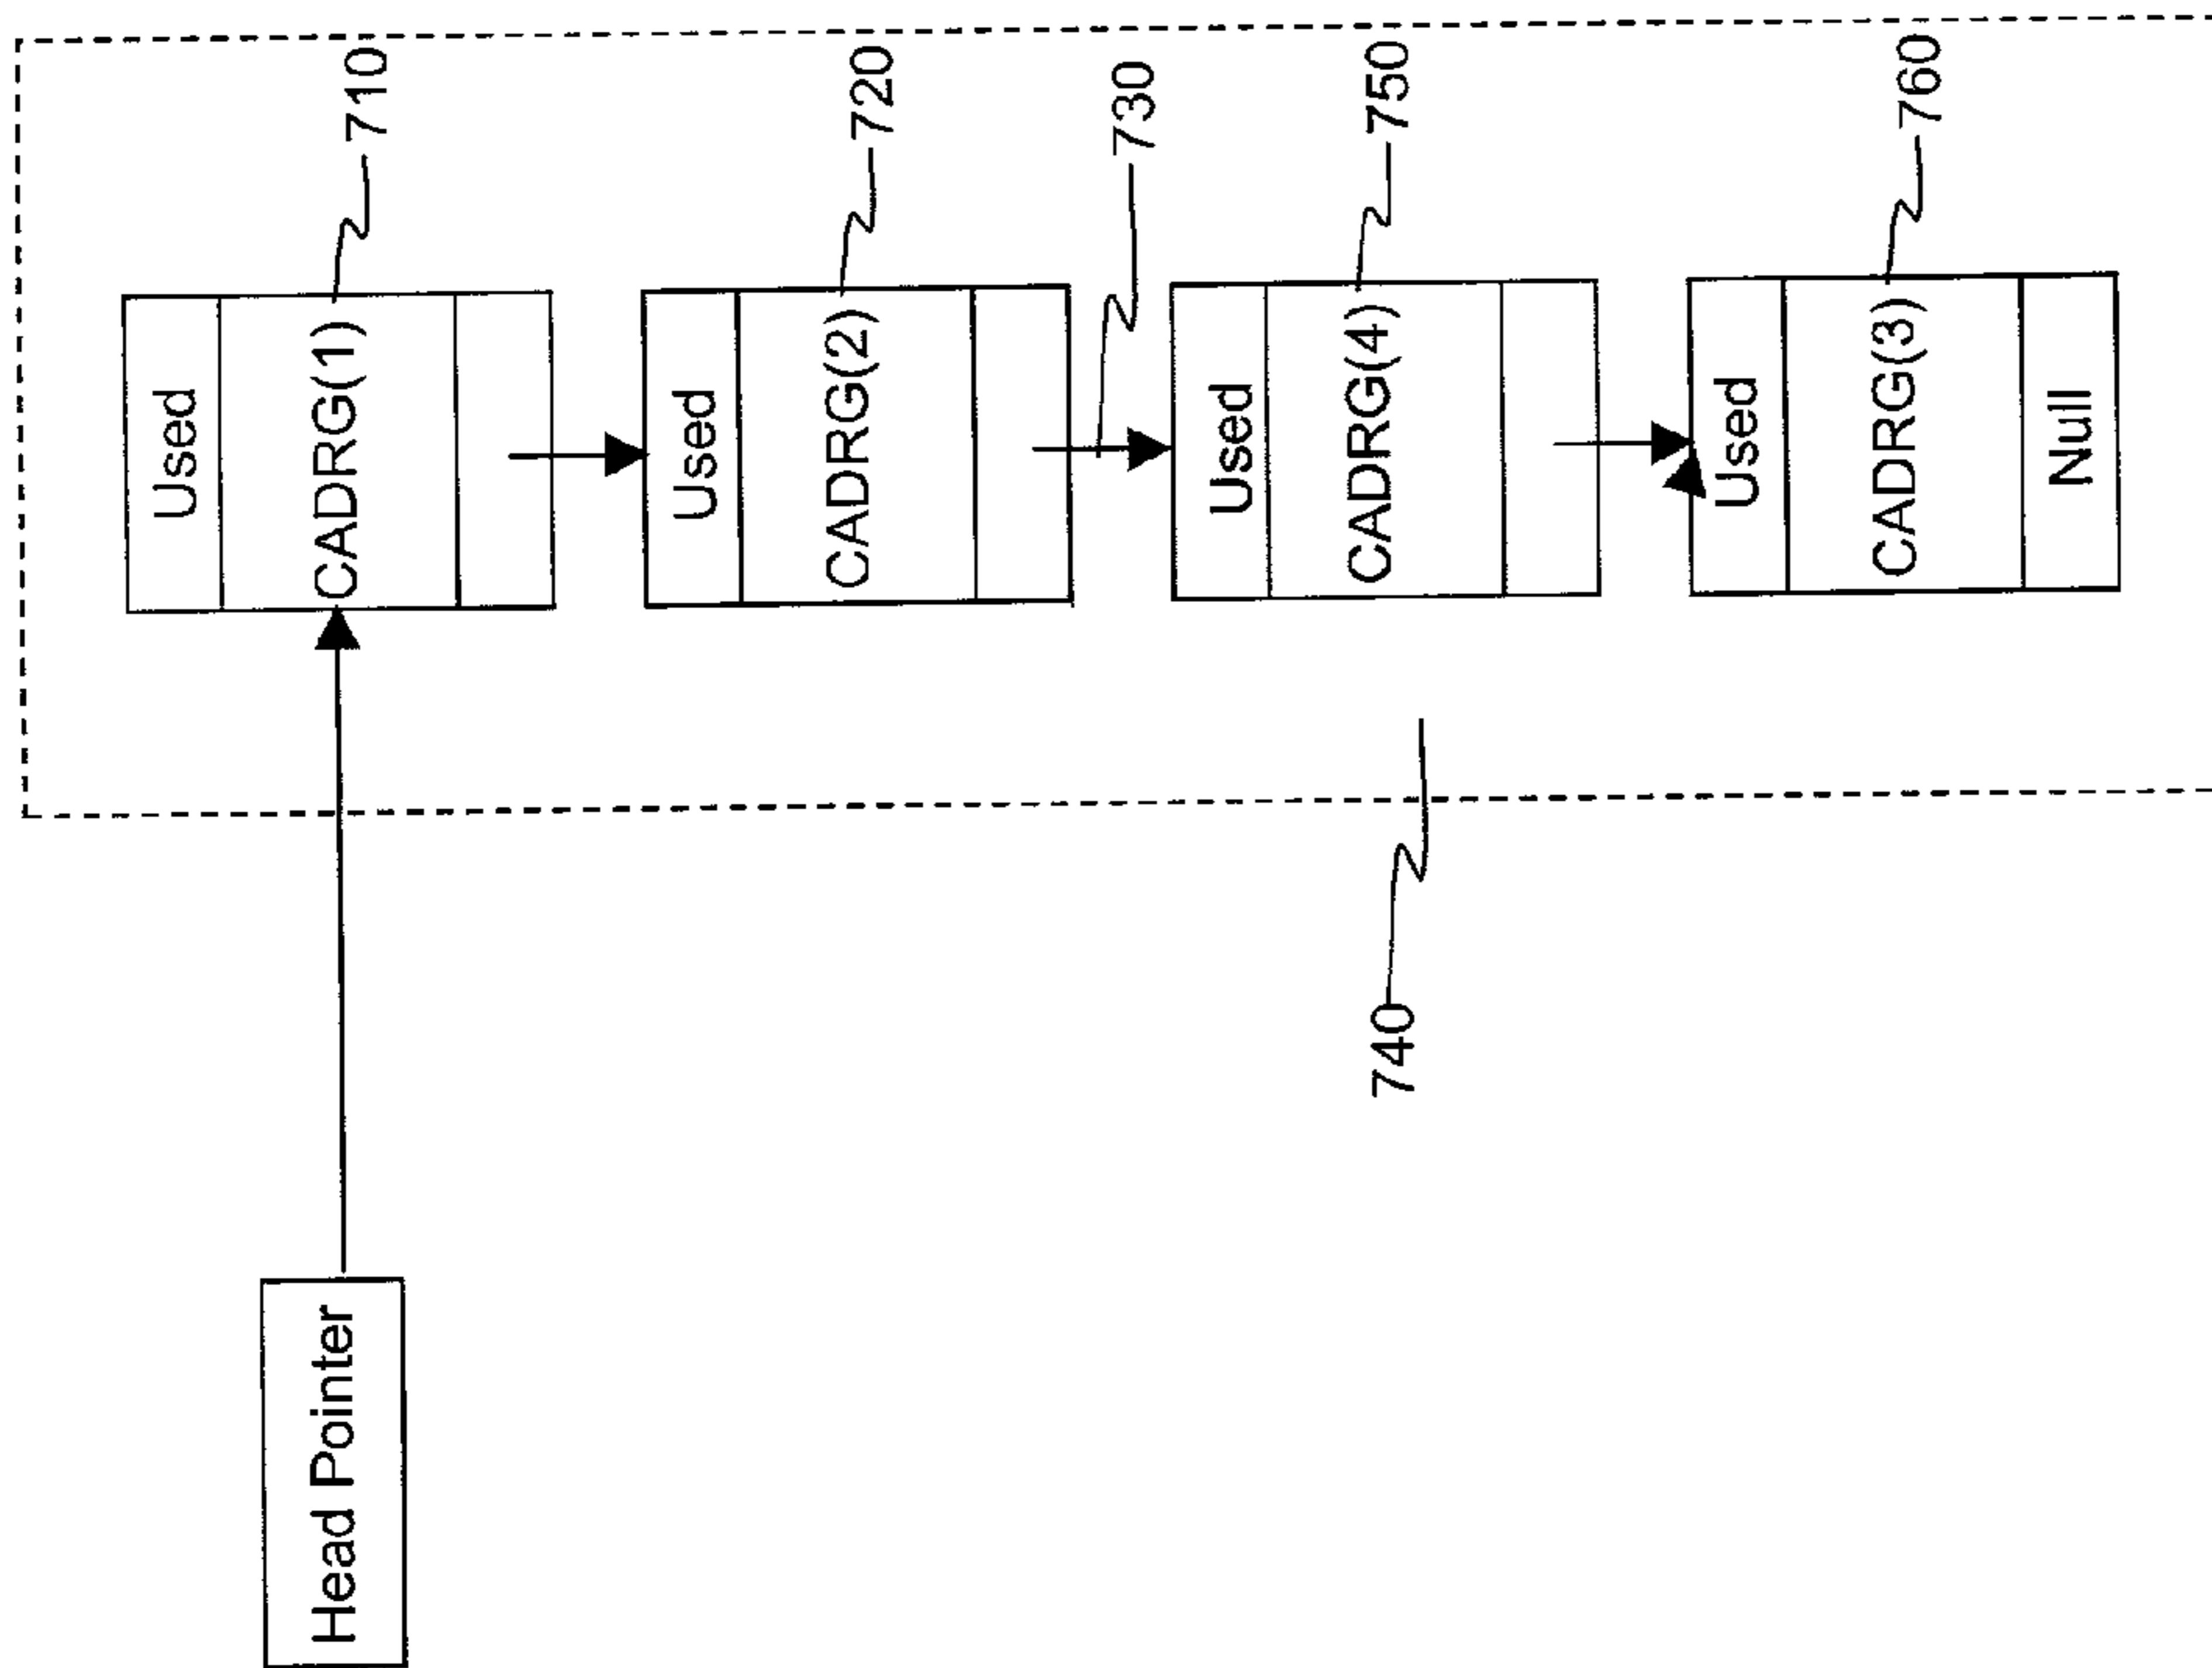 Head Pointer
Used
CADRG(1)
710
Used
CADRG(2)
720
730
740
Used
CADRG(4)
750
Used
CADRG(3)
Null
760